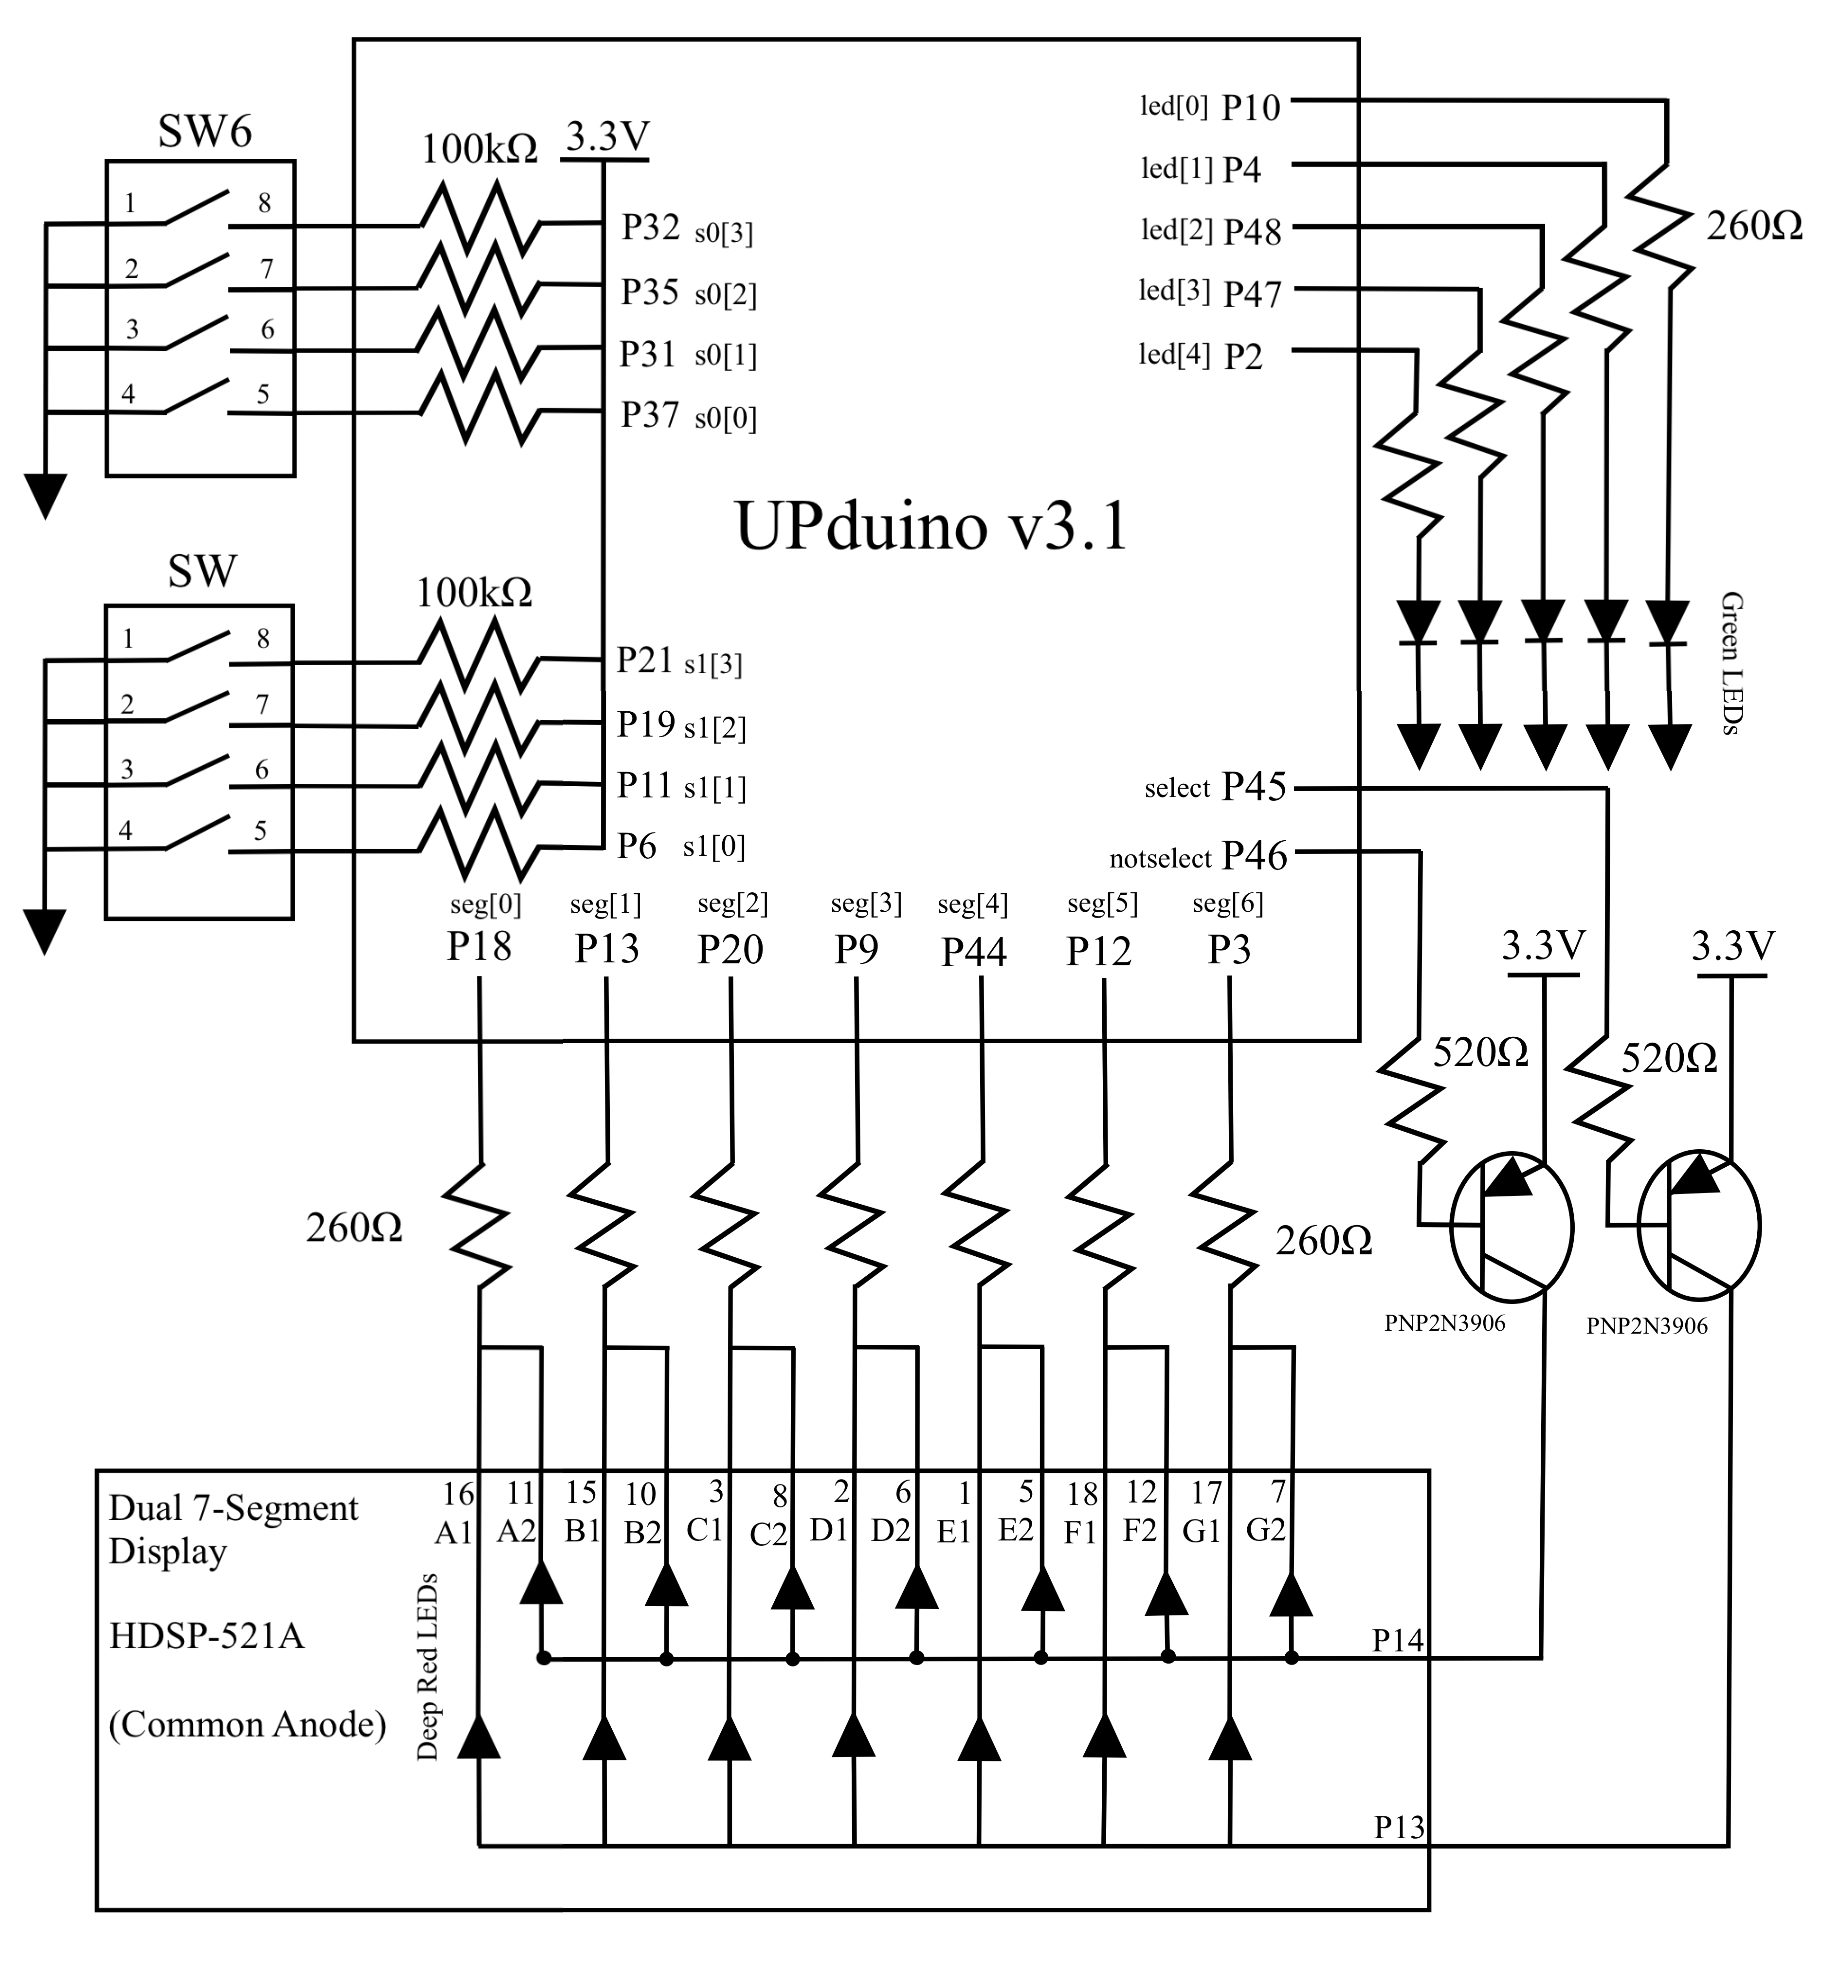 SW6
1 8
2 7
3 6
4 5
100kΩ
3.3V
P32 s0[3]
P35 s0[2]
P31 s0[1]
P37 s0[0]
led[0] P10
led[1] P4
led[2] P48
led[3] P47
led[4] P2
260Ω
Green LEDs
UPduino v3.1
SW
1 8
2 7
3 6
4 5
100kΩ
P21 s1[3]
P19 s1[2]
P11 s1[1]
P6 s1[0]
select P45
notselect P46
seg[0] seg[1] seg[2] seg[3] seg[4] seg[5] seg[6]
P18 P13 P20 P9 P44 P12 P3
3.3V 3.3V
520Ω 520Ω
260Ω 260Ω
PNP2N3906 PNP2N3906
16 11 15 10 3 8 2 6 1 5 18 12 17 7
A1 A2 B1 B2 C1 C2 D1 D2 E1 E2 F1 F2 G1 G2
Dual 7-Segment
Display
HDSP-521A
(Common Anode)
Deep Red LEDs
P14
P13